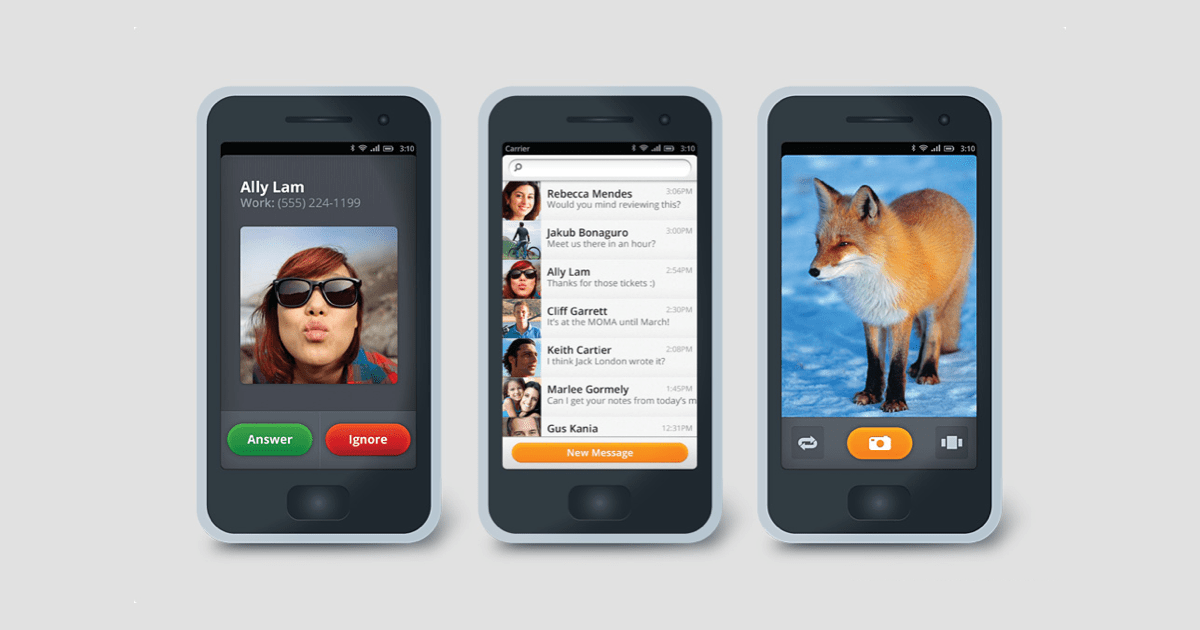 3:10
Ally Lam
Work: (555) 224-1199
Answer
Ignore
Carrier
3:10
Rebecca Mendes
3:06PM
Would you mind reviewing this?
Jakub Bonaguro
3:00PM
Meet us there in an hour?
Ally Lam
2:54PM
Thanks for those tickets :)
Cliff Garrett
2:30PM
It's at the MOMA until March!
Keith Cartier
2:08PM
I think Jack London wrote it?
Marlee Gormely
1:45PM
Can I get your notes from today's m
Gus Kania
12:31PM
New Message
3:10